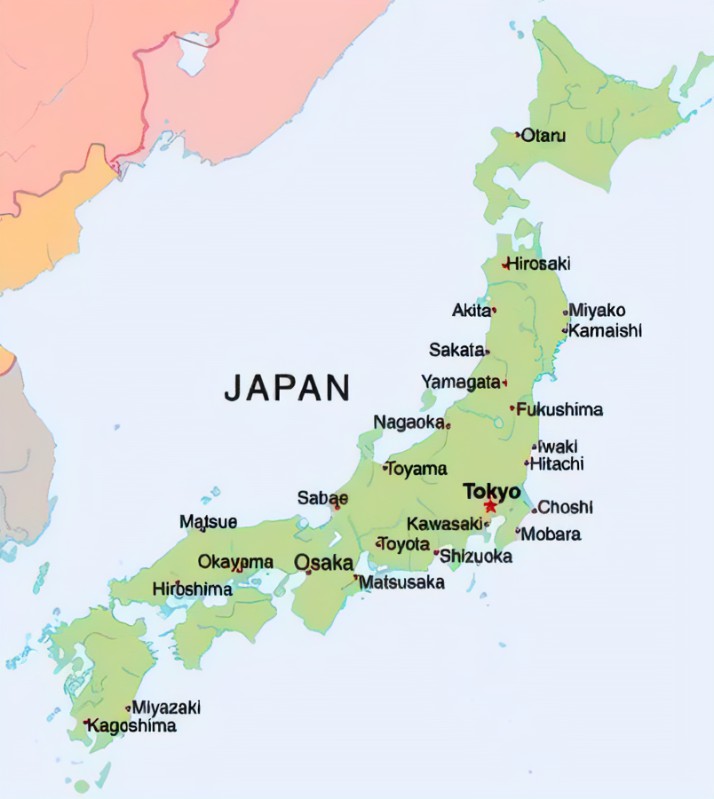 Otaru
Hirosaki
Akita
Miyako
Kamaishi
Sakata
Yamagata
JAPAN
Fukushima
Nagaoka
Iwaki
Hitachi
Toyama
Tokyo
Sabae
Choshi
Matsue
Kawasaki
Mobara
Toyota
Shizuoka
Okayama
Osaka
Matsusaka
Hiroshima
Miyazaki
Kagoshima